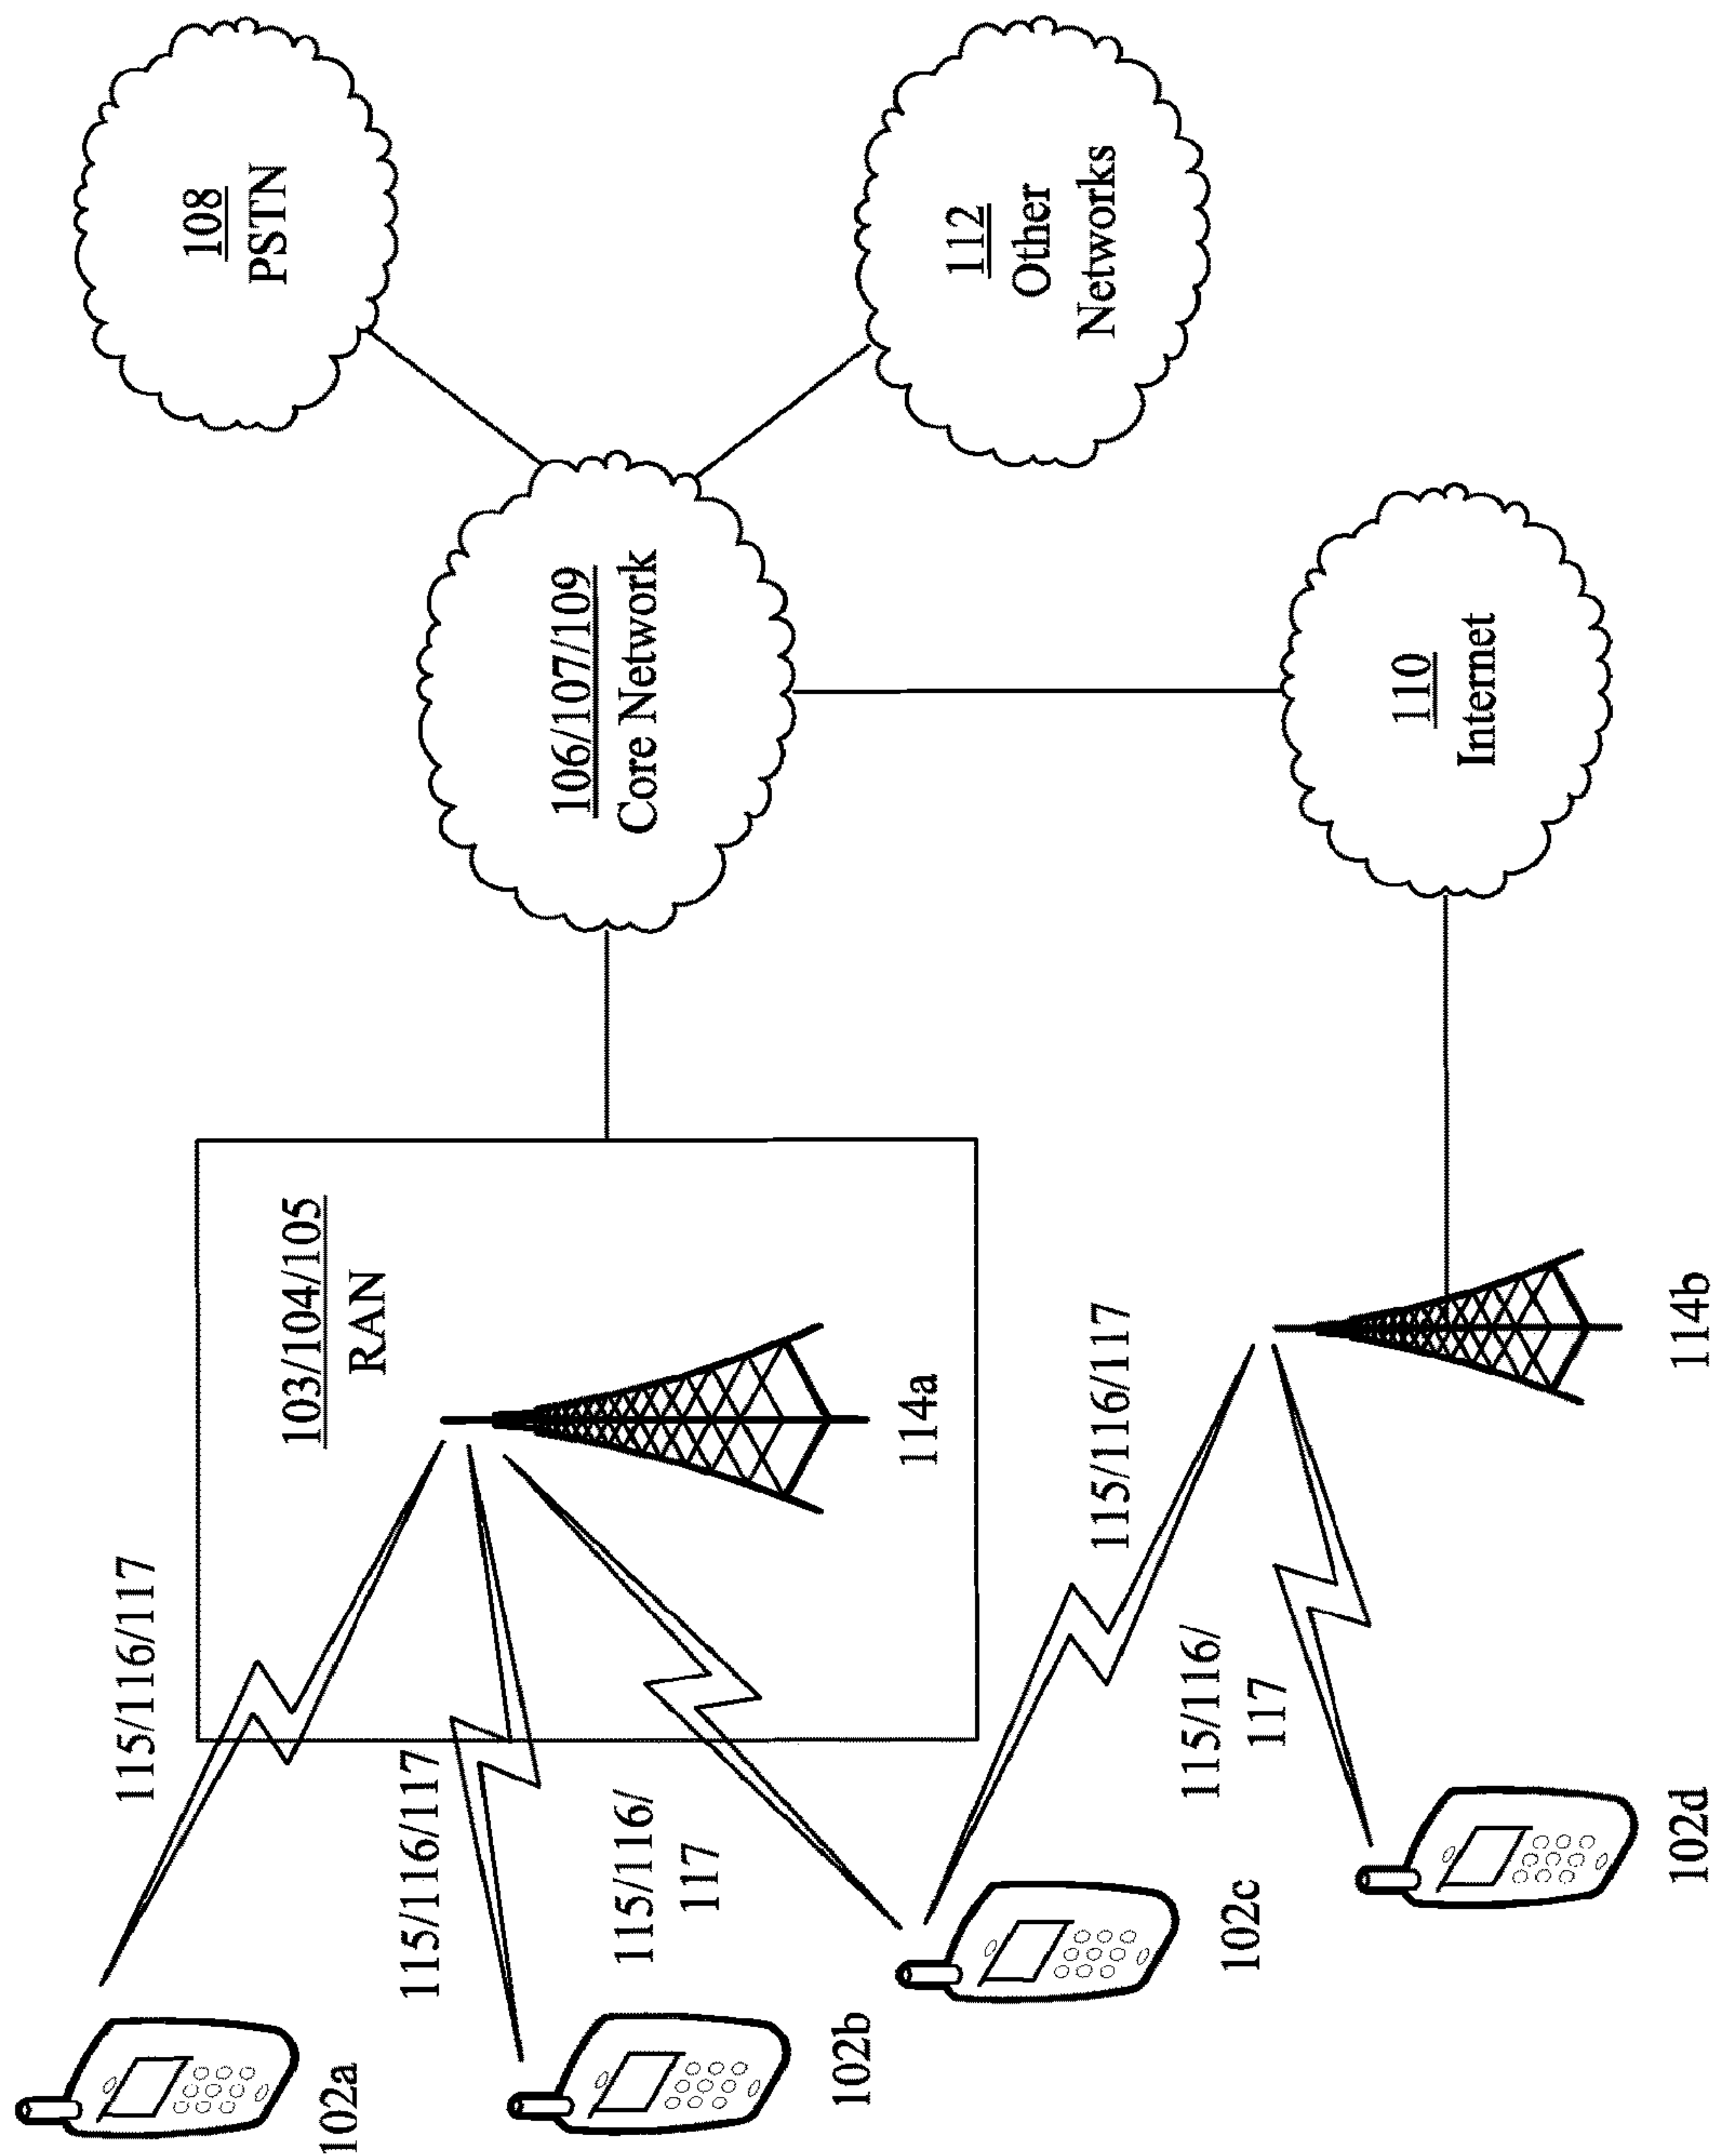 102a
115/116/117
103/104/105
RAN
106/107/109
Core Network
108
PSTN
102b
115/116/117
115/116/
117
114a
112
Other
Networks
102c
115/116/117
115/116/
117
110
Internet
102d
114b